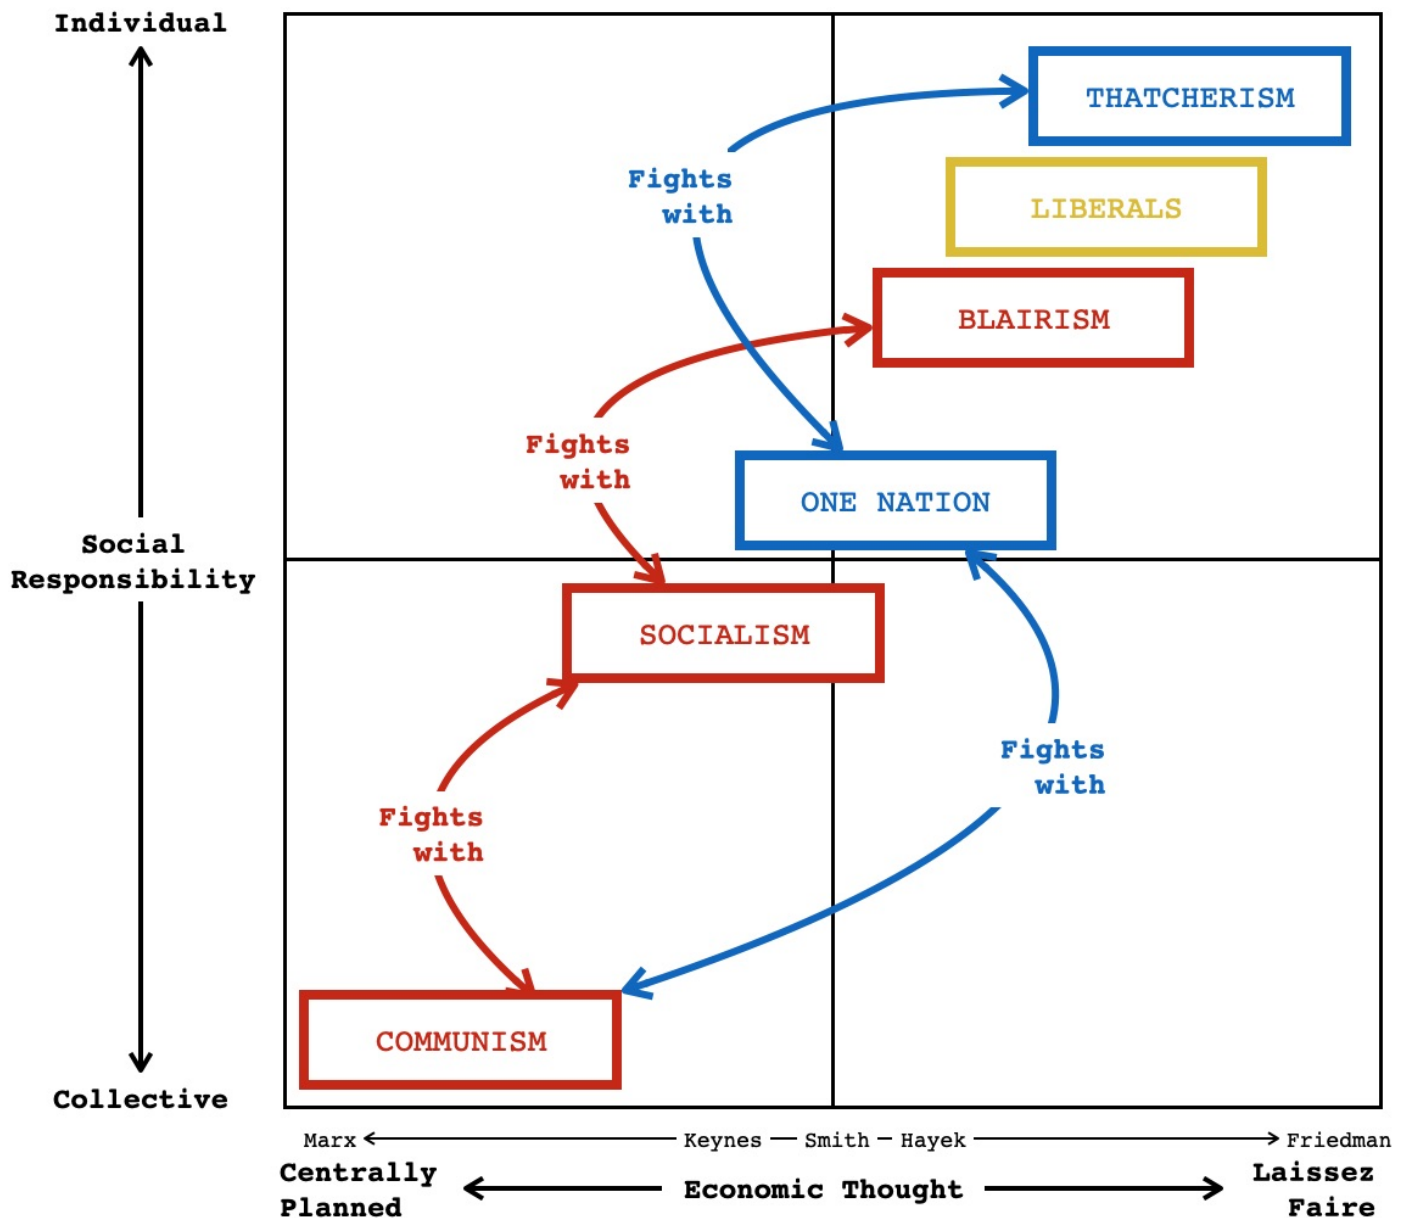 Individual
THATCHERISM
Fights
with
LIBERALS
BLAIRISM
Fights
with
ONE NATION
Social
Responsibility
SOCIALISM
Fights
with
Fights
with
COMMUNISM
Collective
Marx Keynes Smith Hayek Friedman
Centrally
Planned
Economic Thought
Laissez
Faire